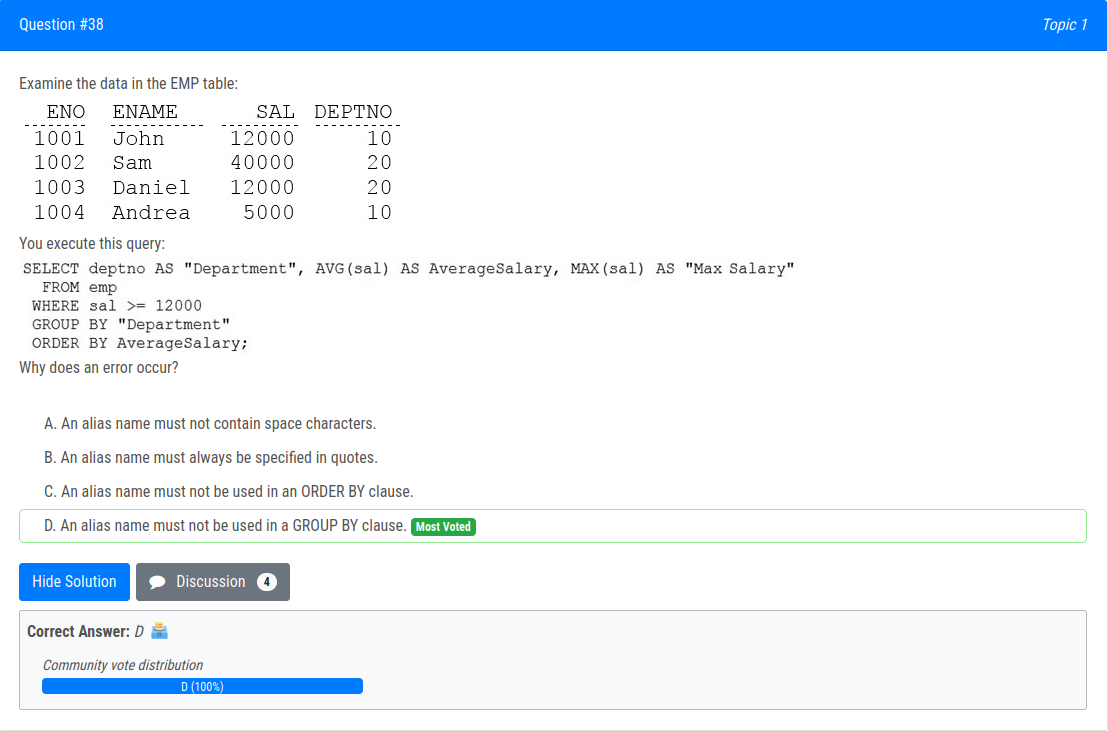 Question #38 Topic 1
Examine the data in the EMP table:
ENO ENAME SAL DEPTNO
1001 John 12000 10
1002 Sam 40000 20
1003 Daniel 12000 20
1004 Andrea 5000 10
You execute this query:
SELECT deptno AS "Department", AVG(sal) AS AverageSalary, MAX(sal) AS "Max Salary"
FROM emp
WHERE sal >= 12000
GROUP BY "Department"
ORDER BY AverageSalary;
Why does an error occur?
A. An alias name must not contain space characters.
B. An alias name must always be specified in quotes.
C. An alias name must not be used in an ORDER BY clause.
D. An alias name must not be used in a GROUP BY clause. Most Voted
Hide Solution Discussion 4
Correct Answer: D
Community vote distribution
D (100%)